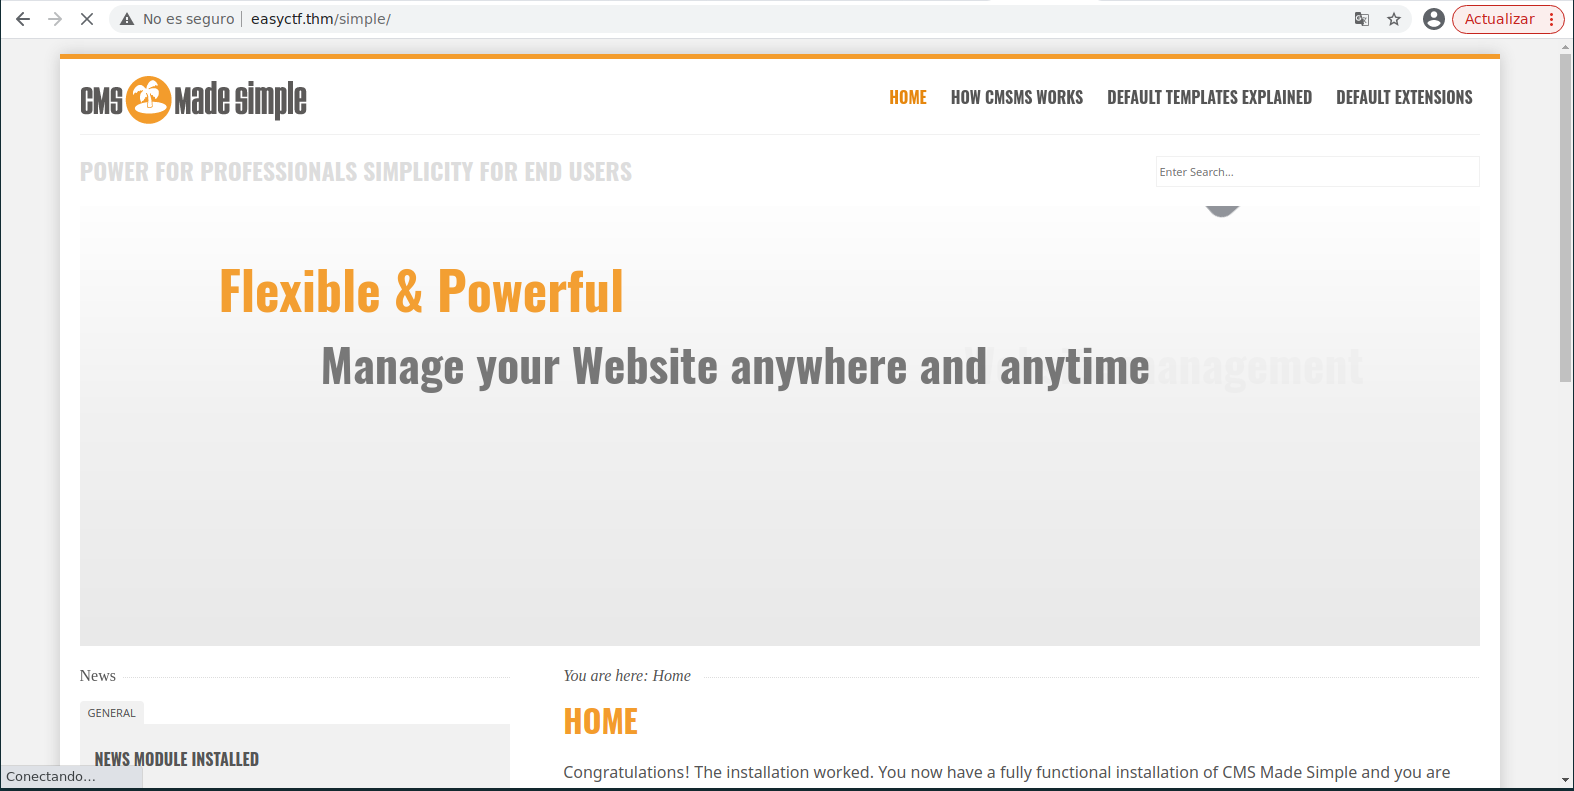 No es seguro easyctf.thm/simple/ Actualizar
CMS Made Simple
HOME HOW CMSMS WORKS DEFAULT TEMPLATES EXPLAINED DEFAULT EXTENSIONS
POWER FOR PROFESSIONALS SIMPLICITY FOR END USERS
Enter Search...
Flexible & Powerful
Manage your Website anywhere and anytime
management
News
You are here: Home
GENERAL
HOME
NEWS MODULE INSTALLED
Congratulations! The installation worked. You now have a fully functional installation of CMS Made Simple and you are
Conectando...